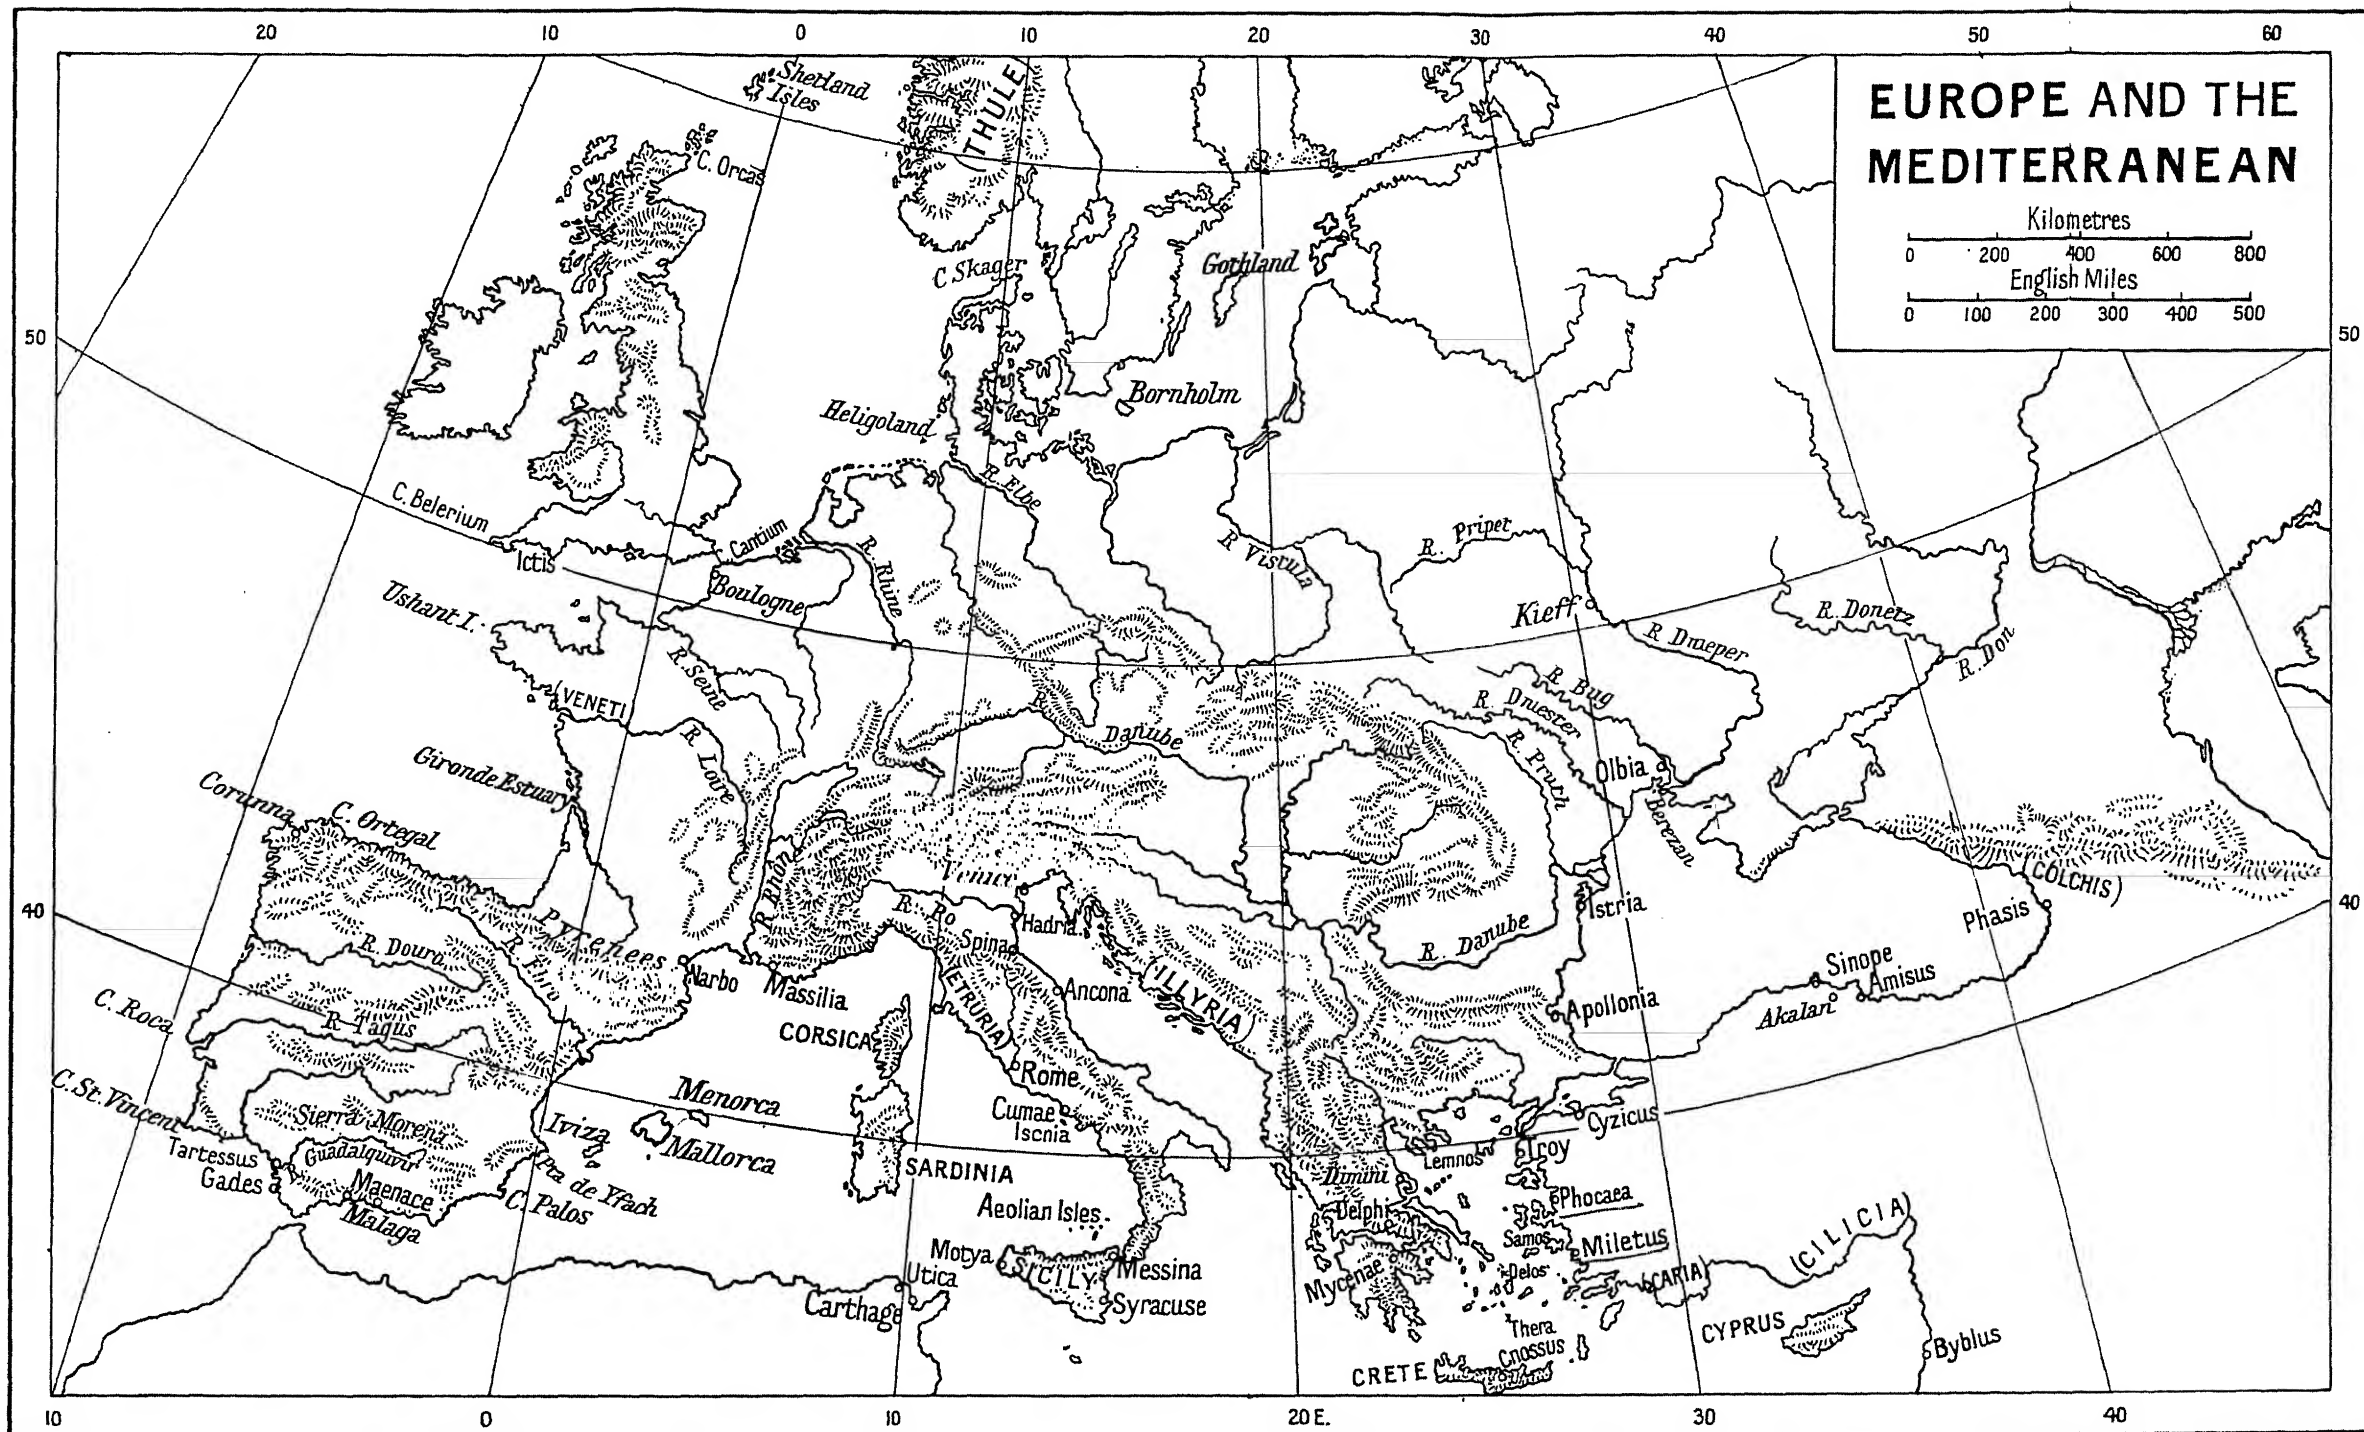 20 10 0 10 20 30 40 50 60
EUROPE AND THE
MEDITERRANEAN
Kilometres
0 200 400 600 800
English Miles
0 100 200 300 400 500
Shetland
Isles
(THULE
C. Orcas
C Skager
Gothland
50
50
Heligoland
Bornholm
R. Elbe
C. Belerium
Ictis
Cantium
R. Rhine
Boulogne
R Vistula
R. Pripet
Kieff
R. Donetz
R. Don
Ushant I.
R. Seine
(VENETI
R. Bug
R. Danube
Gironde Estuary
R. Loire
R. Pruth
Olbia
Berezan
Corunna
C. Ortegal
R Rhon
Venice
(COLCHIS)
40
40
Pyrenees
R. Po
Hadria
Spina
Istria
Phasis
R. Douro
R. Ebro
Narbo
Massilia
(ETRURIA)
Ancona
(ILLYRIA)
R. Danube
Sinope
Amisus
Akalan
Apollonia
C. Roca
R Tagus
CORSICA
Rome
C. St. Vincent
Sierra Morena
Menorca
Mallorca
Iviza
Cumae
Cyzicus
Tartessus
Gades
Guadalquivir
Maenace
Malaga
Pta de Yfach
C. Palos
SARDINIA
Aeolian Isles
Dimini
Lemnos
Troy
Delphi
Phocaea
Samos
Miletus
(CILICIA)
Motya
SICILY
Messina
Syracuse
Utica
Carthage
Mycenae
Delos
(CARIA)
Thera
Cnossus
CRETE
CYPRUS
Byblus
10 0 10 20 E. 30 40